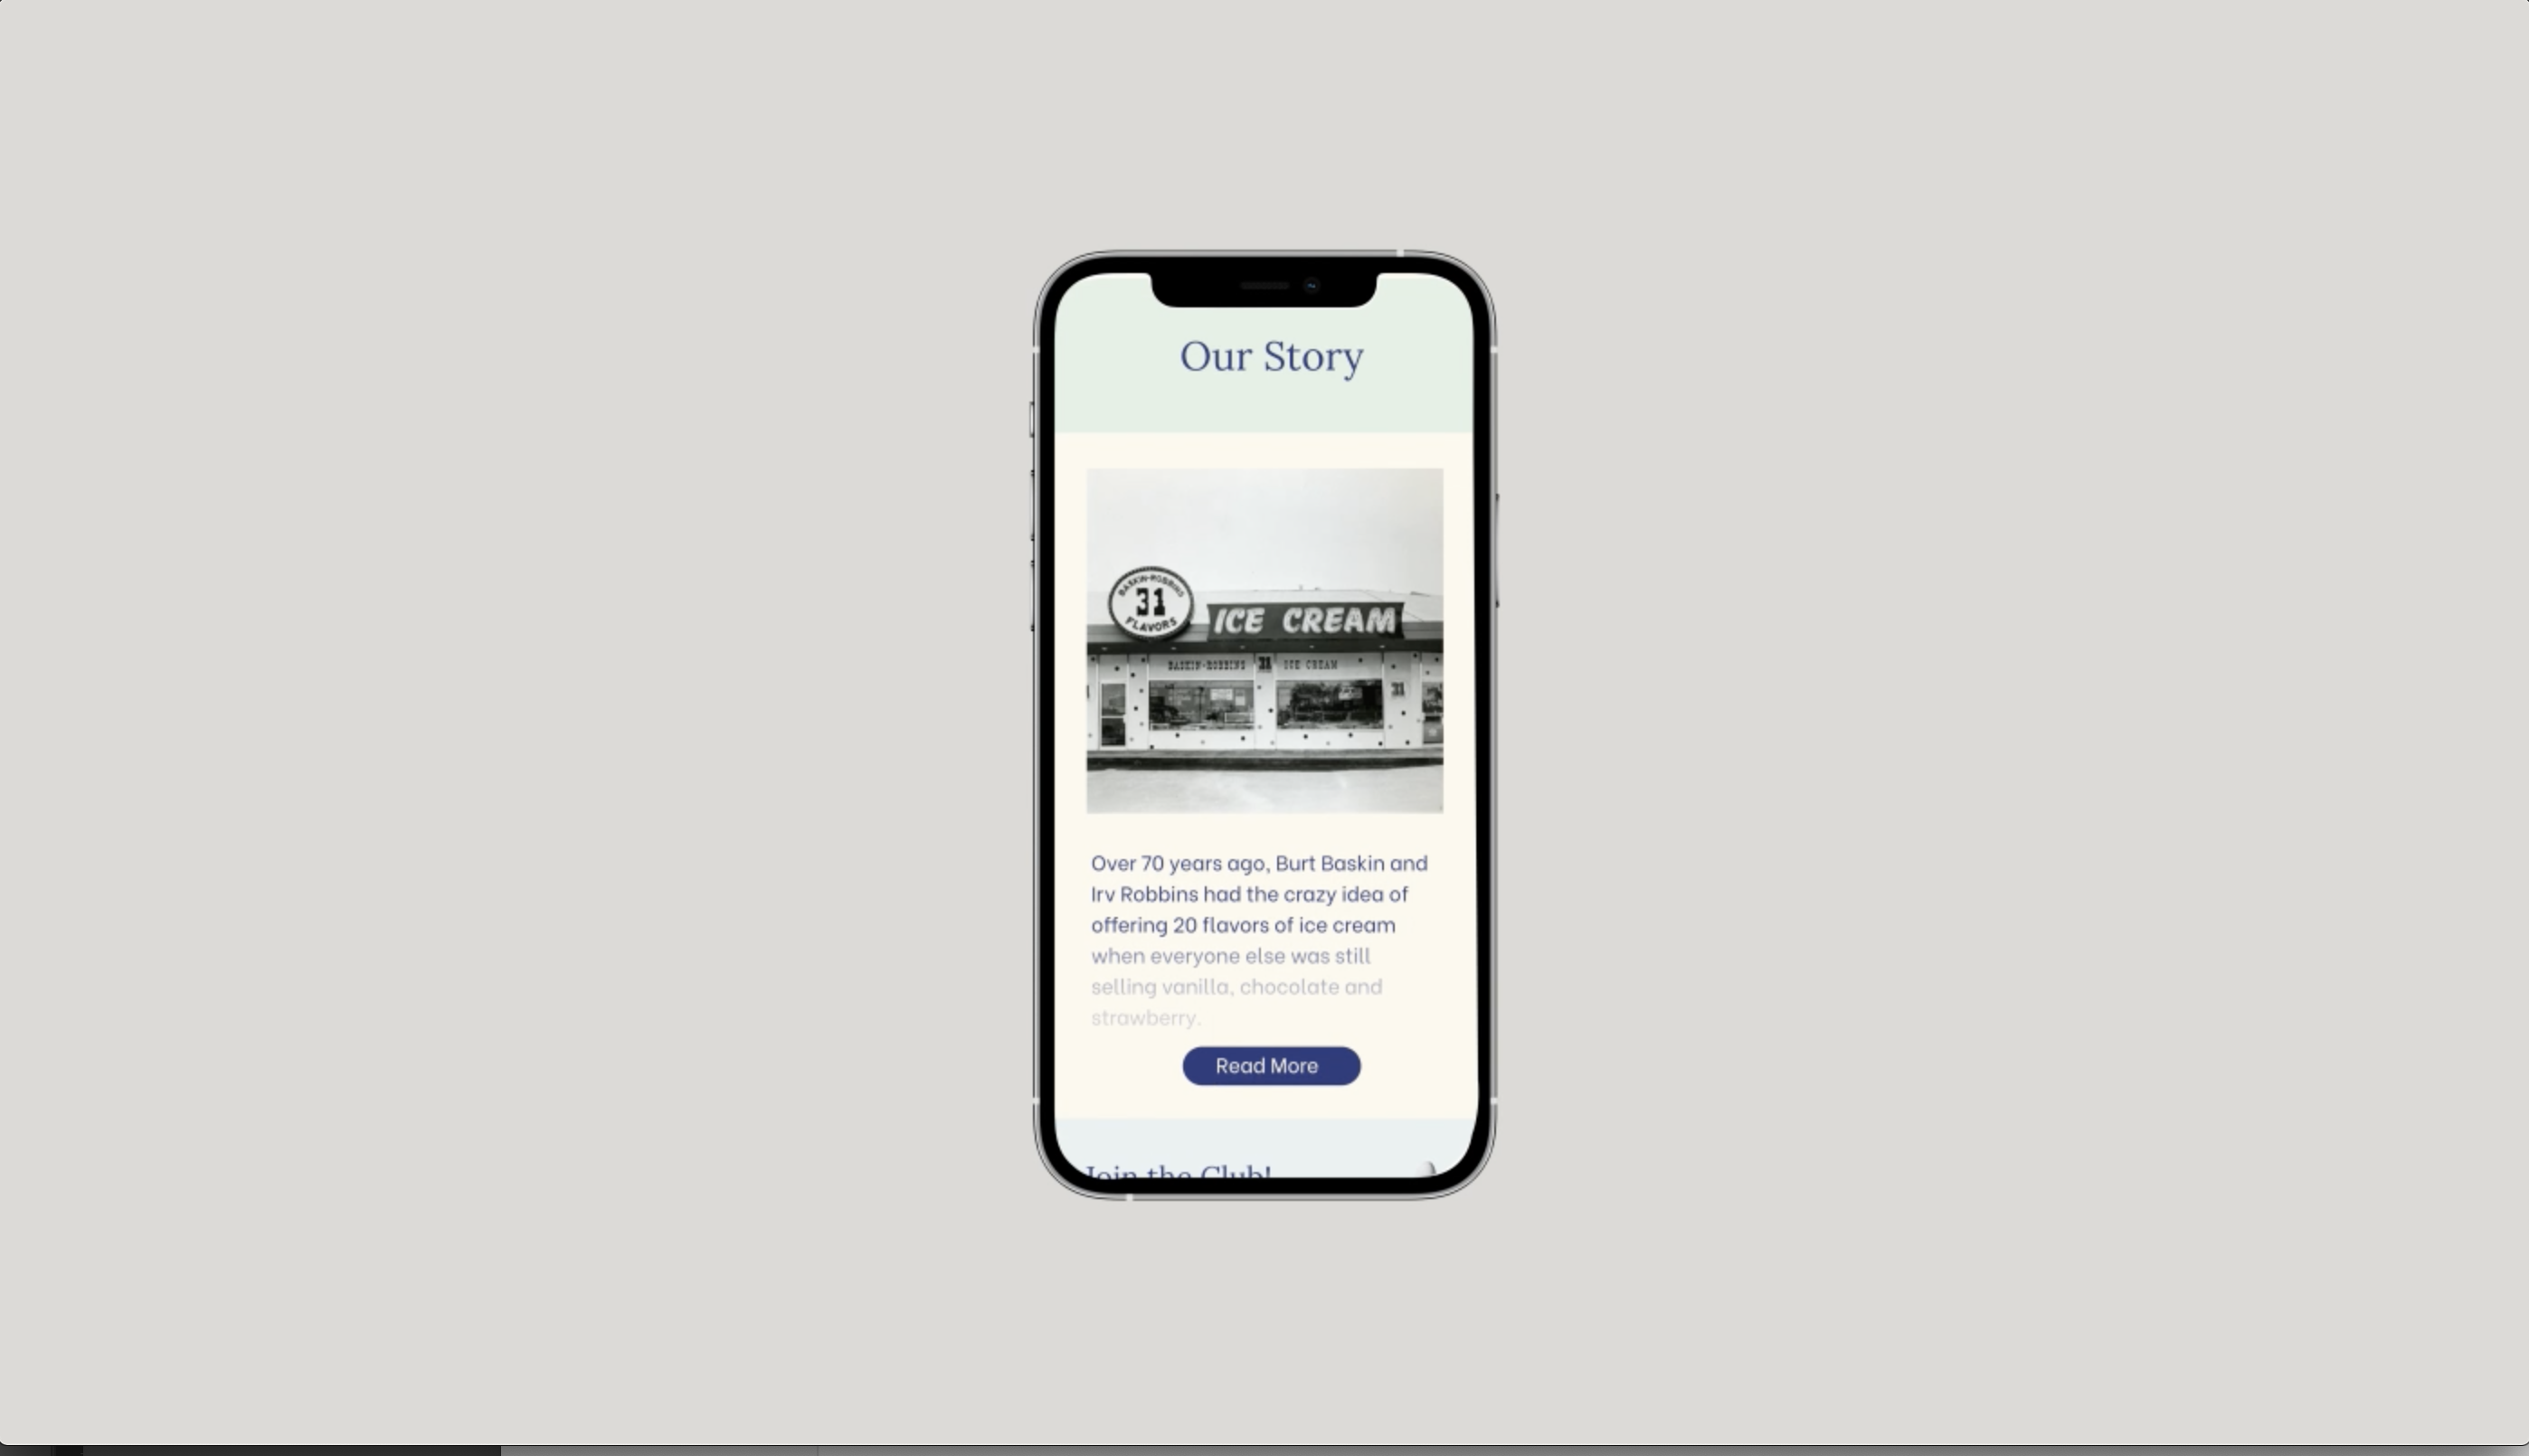 Our Story
BASKIN-ROBBINS
31
FLAVORS
ICE CREAM
BASKIN-ROBBINS 31 ICE CREAM
31
Over 70 years ago, Burt Baskin and
Irv Robbins had the crazy idea of
offering 20 flavors of ice cream
when everyone else was still
selling vanilla, chocolate and
strawberry.
Read More
Join the Club!